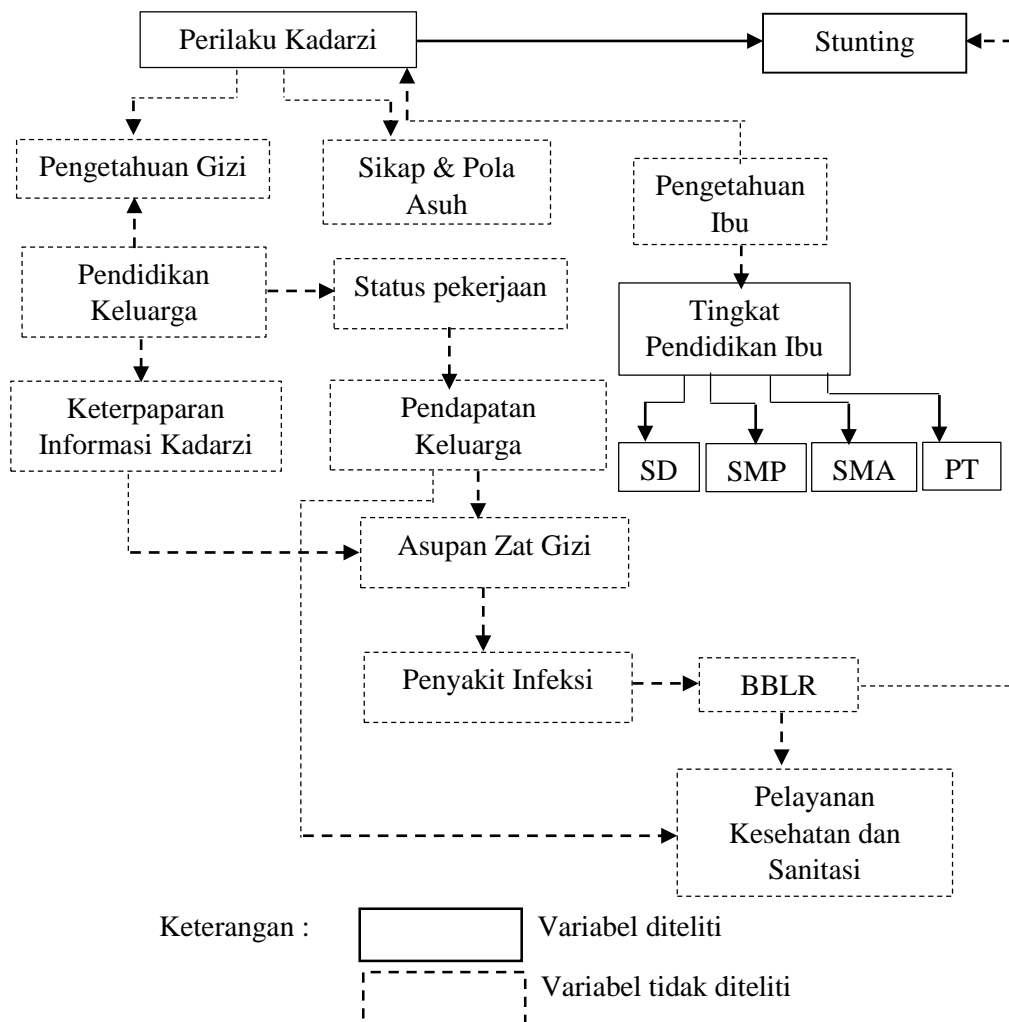 Perilaku Kadarzi
Stunting
Pengetahuan Gizi
Sikap & Pola
Asuh
Pengetahuan
Ibu
Pendidikan
Keluarga
Status pekerjaan
Tingkat
Pendidikan Ibu
Keterpaparan
Informasi Kadarzi
Pendapatan
Keluarga
SD
SMP
SMA
PT
Asupan Zat Gizi
Penyakit Infeksi
BBLR
Pelayanan
Kesehatan dan
Sanitasi
Keterangan :
Variabel diteliti
Variabel tidak diteliti